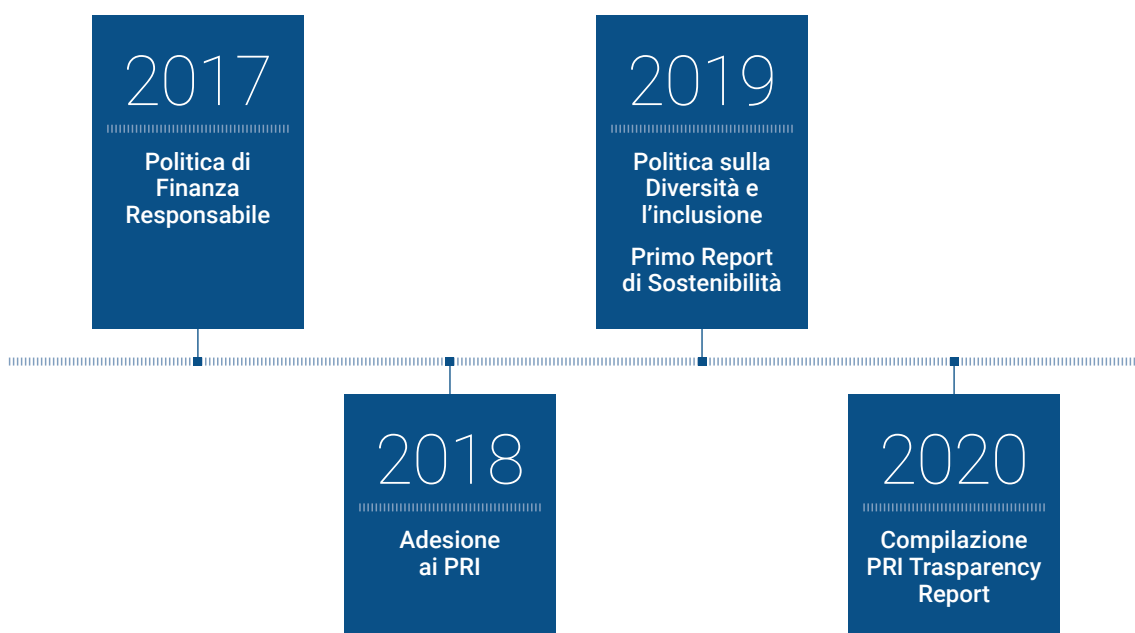 2017
Politica di
Finanza
Responsabile
2018
Adesione
ai PRI
2019
Politica sulla
Diversità e
l’inclusione
Primo Report
di Sostenibilità
2020
Compilazione
PRI Trasparency
Report